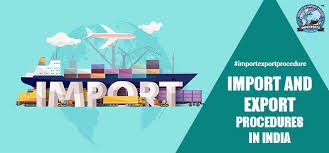 #importexportprocedure
IMPORT AND
EXPORT
PROCEDURES
IN INDIA
IMPORT